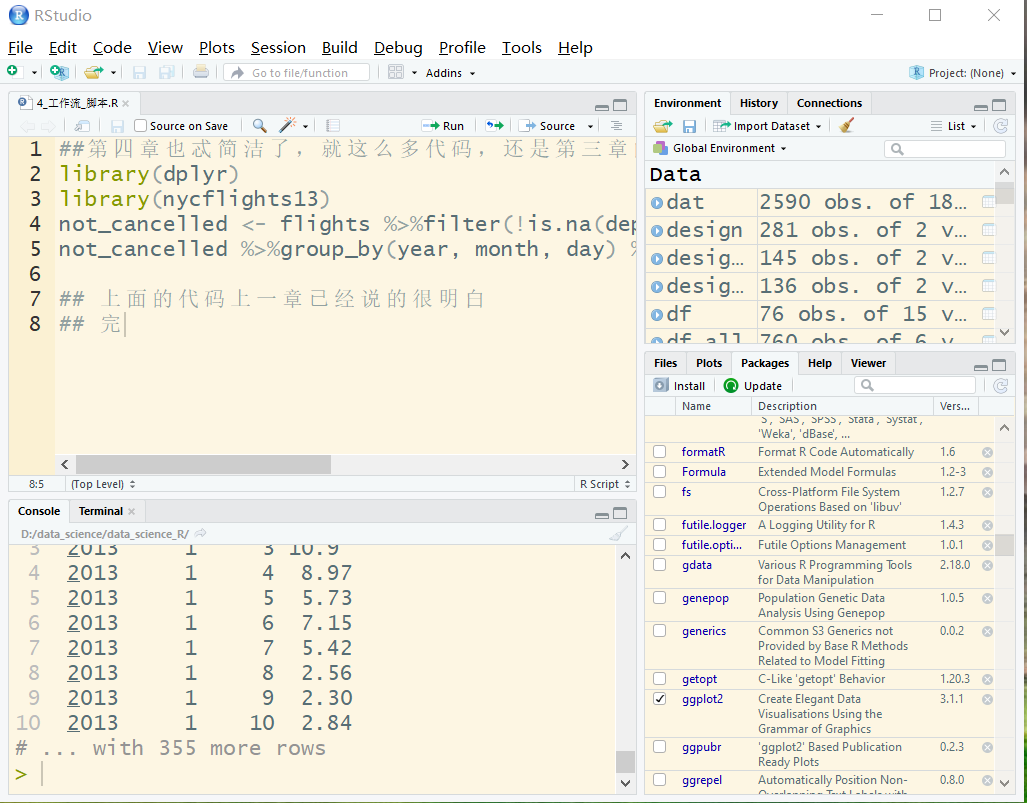 RStudio
File Edit Code View Plots Session Build Debug Profile Tools Help
Go to file/function Addins Project: (None)
4_工作流_脚本.R
Source on Save Run Source
1 ##第四章也忒简洁了，就这么多代码，还是第三章
2 library(dplyr)
3 library(nycflights13)
4 not_cancelled <- flights %>%filter(!is.na(dep
5 not_cancelled %>%group_by(year, month, day) %
6
7 ## 上面的代码上一章已经说的很明白
8 ## 完
8:5 (Top Level) R Script
Console Terminal
D:/data_science/data_science_R/
3 2013 1 3 10.9
4 2013 1 4 8.97
5 2013 1 5 5.73
6 2013 1 6 7.15
7 2013 1 7 5.42
8 2013 1 8 2.56
9 2013 1 9 2.30
10 2013 1 10 2.84
# ... with 355 more rows
>
Environment History Connections
Import Dataset List
Global Environment
Data
dat 2590 obs. of 18...
design 281 obs. of 2 v...
desig... 145 obs. of 2 v...
desig... 136 obs. of 2 v...
df 76 obs. of 15 v...
df_all 760 obs. of 6 v...
Files Plots Packages Help Viewer
Install Update
Name Description Vers...
'S', 'SAS', 'SPSS', 'Stata', 'Systat',
'Weka', 'dBase', ...
formatR Format R Code Automatically 1.6
Formula Extended Model Formulas 1.2-3
fs Cross-Platform File System 1.2.7
Operations Based on 'libuv'
futile.logger A Logging Utility for R 1.4.3
futile.opti... Futile Options Management 1.0.1
gdata Various R Programming Tools 2.18.0
for Data Manipulation
genepop Population Genetic Data 1.0.5
Analysis Using Genepop
generics Common S3 Generics not 0.0.2
Provided by Base R Methods
Related to Model Fitting
getopt C-Like 'getopt' Behavior 1.20.3
ggplot2 Create Elegant Data 3.1.1
Visualisations Using the
Grammar of Graphics
ggpubr 'ggplot2' Based Publication 0.2.3
Ready Plots
ggrepel Automatically Position Non- 0.8.0
Overlapping Text Labels with